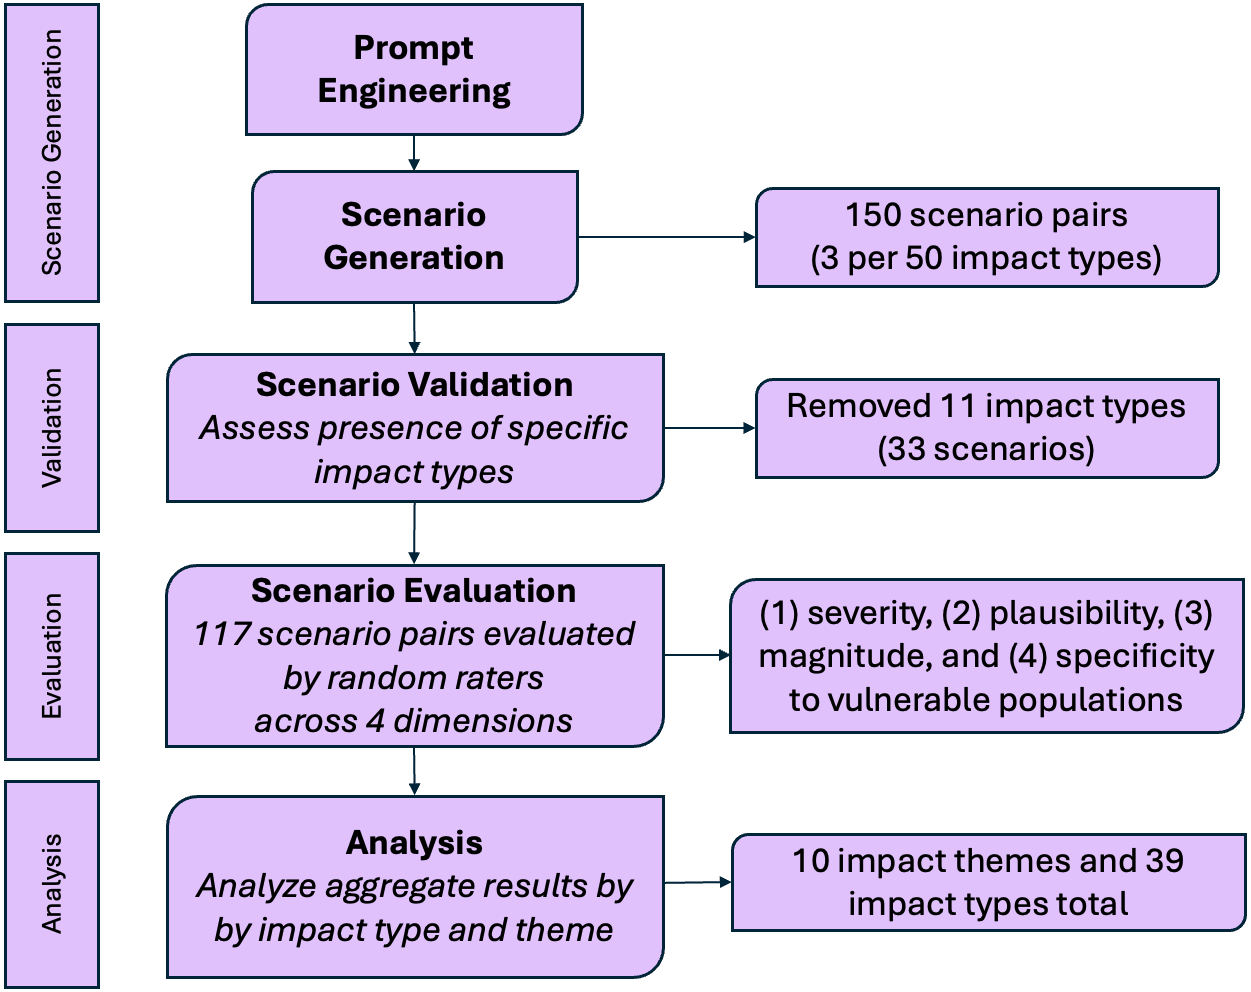 Scenario Generation
Prompt
Engineering
Scenario
Generation
150 scenario pairs
(3 per 50 impact types)
Validation
Scenario Validation
Assess presence of specific
impact types
Removed 11 impact types
(33 scenarios)
Evaluation
Scenario Evaluation
117 scenario pairs evaluated
by random raters
across 4 dimensions
(1) severity, (2) plausibility, (3)
magnitude, and (4) specificity
to vulnerable populations
Analysis
Analysis
Analyze aggregate results by
by impact type and theme
10 impact themes and 39
impact types total